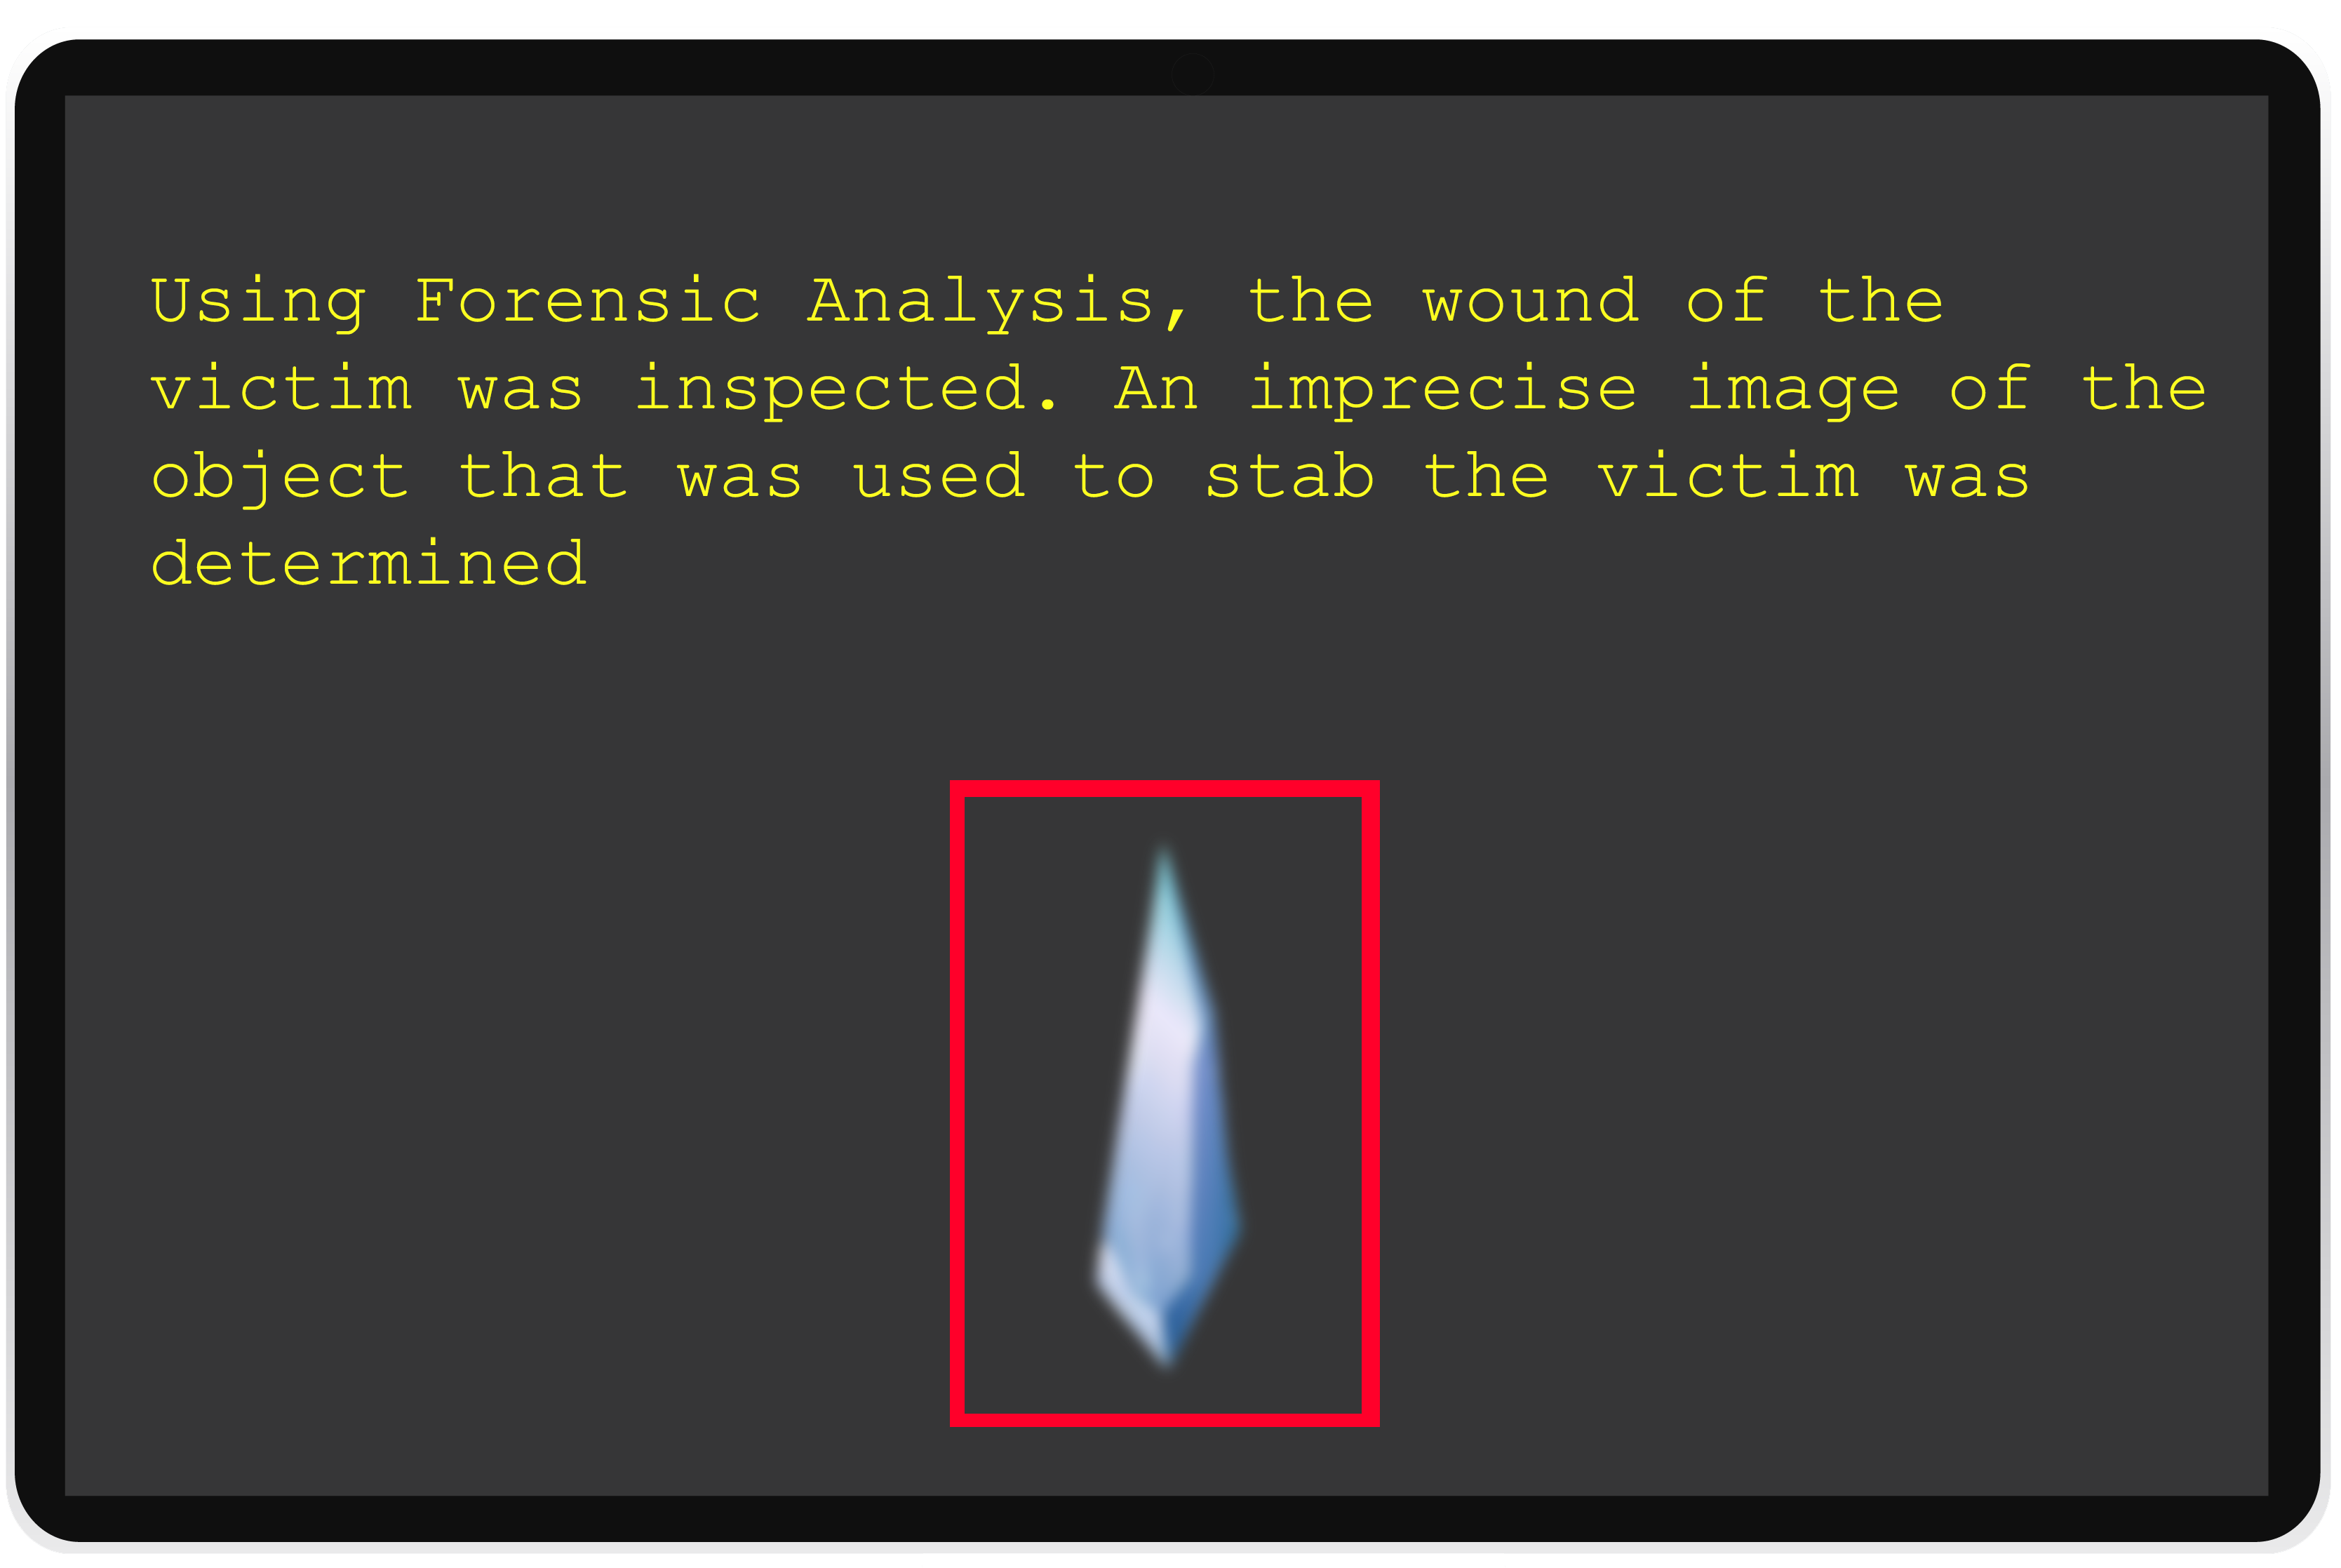 Using Forensic Analysis, the wound of the
victim was inspected. An imprecise image of the
object that was used to stab the victim was
determined